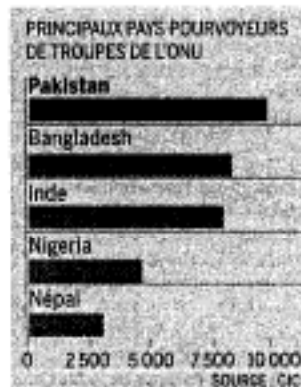 PRINCIPAUX PAYS POURVOYEURS
DE TROUPES DE L'ONU
Pakistan
Bangladesh
Inde
Nigeria
Népal
0 2 500 5 000 7 500 10 000
SOURCE : CIC